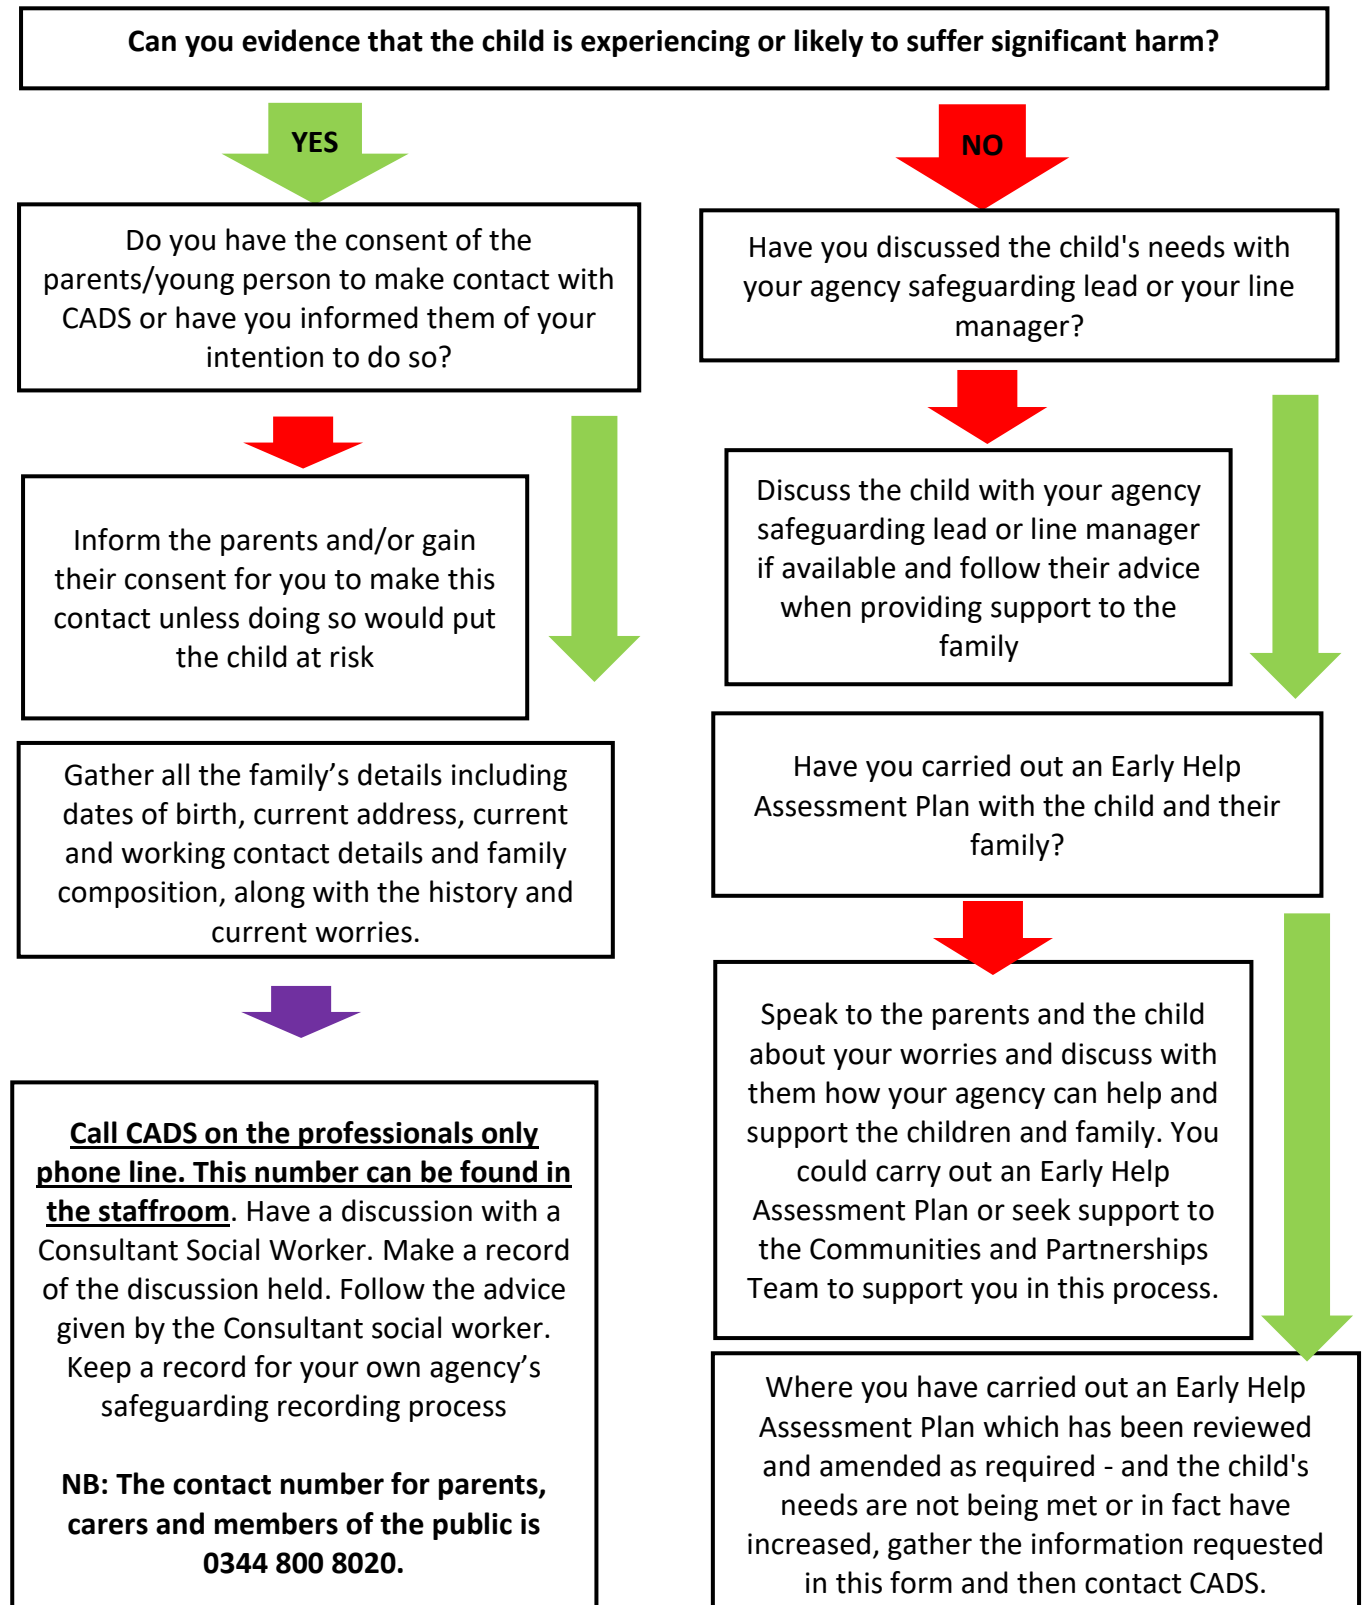 Can you evidence that the child is experiencing or likely to suffer significant harm?
YES
NO
Do you have the consent of the
parents/young person to make contact with
CADS or have you informed them of your
intention to do so?
Have you discussed the child's needs with
your agency safeguarding lead or your line
manager?
Inform the parents and/or gain
their consent for you to make this
contact unless doing so would put
the child at risk
Discuss the child with your agency
safeguarding lead or line manager
if available and follow their advice
when providing support to the
family
Gather all the family’s details including
dates of birth, current address, current
and working contact details and family
composition, along with the history and
current worries.
Have you carried out an Early Help
Assessment Plan with the child and their
family?
Call CADS on the professionals only
phone line. This number can be found in
the staffroom. Have a discussion with a
Consultant Social Worker. Make a record
of the discussion held. Follow the advice
given by the Consultant social worker.
Keep a record for your own agency’s
safeguarding recording process
NB: The contact number for parents,
carers and members of the public is
0344 800 8020.
Speak to the parents and the child
about your worries and discuss with
them how your agency can help and
support the children and family. You
could carry out an Early Help
Assessment Plan or seek support to
the Communities and Partnerships
Team to support you in this process.
Where you have carried out an Early Help
Assessment Plan which has been reviewed
and amended as required - and the child's
needs are not being met or in fact have
increased, gather the information requested
in this form and then contact CADS.